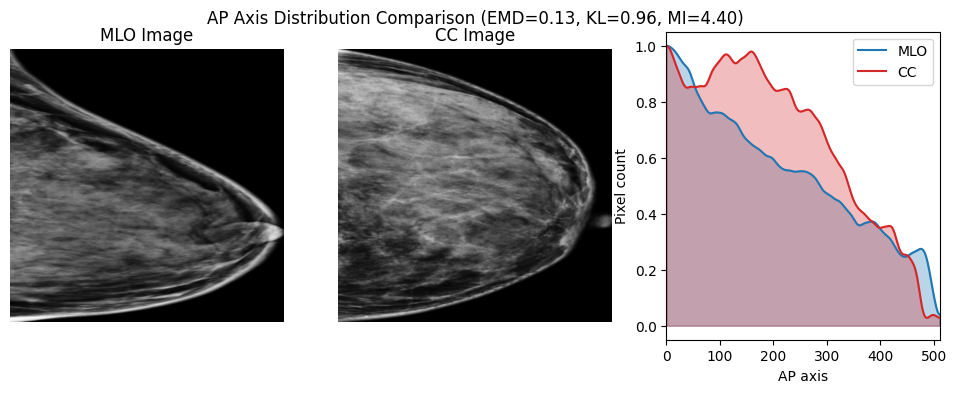 AP Axis Distribution Comparison (EMD=0.13, KL=0.96, MI=4.40)
MLO Image
CC Image
MLO
CC
Pixel count
1.0
0.8
0.6
0.4
0.2
0.0
0 100 200 300 400 500
AP axis